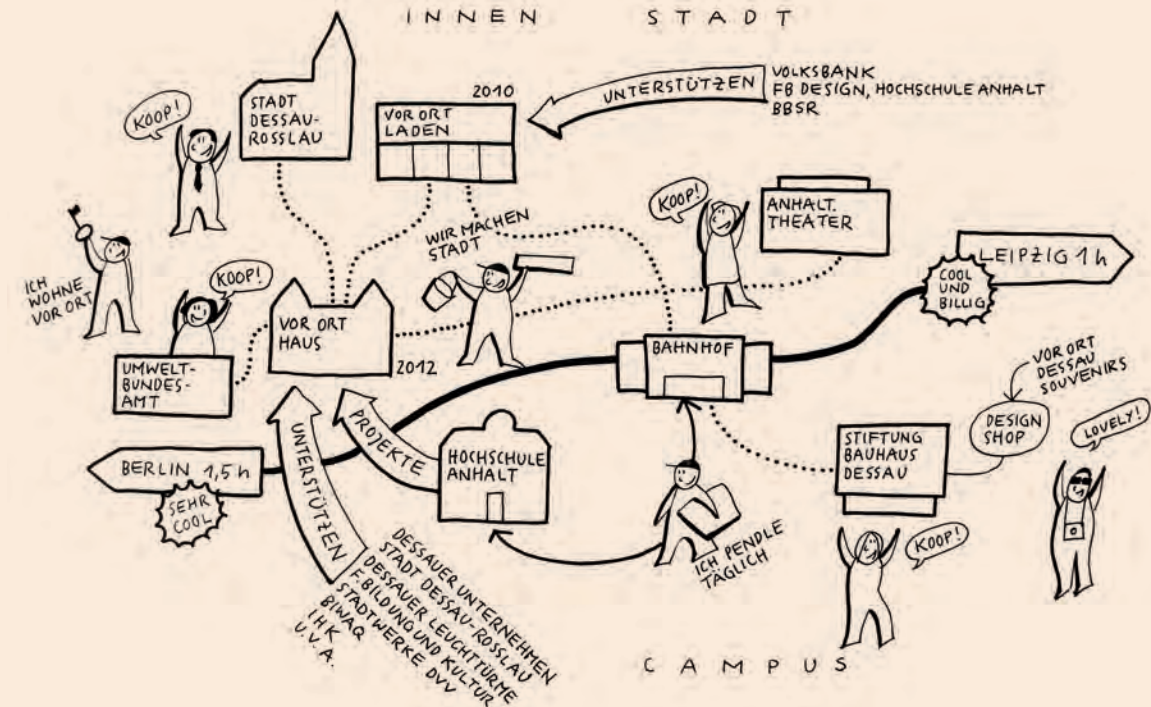 INNEN STADT
STADT
DESSAU-
ROSSLAU
KOOP!
2010
VOR ORT
LADEN
UNTERSTÜTZEN
VOLKSBANK
FB DESIGN, HOCHSCHULE ANHALT
BBSR
ICH
WOHNE
VOR ORT
KOOP!
UMWELT-
BUNDES-
AMT
VOR ORT
HAUS
2012
WIR MACHEN
STADT
KOOP!
ANHALT.
THEATER
LEIPZIG 1 h
COOL
UND
BILLIG
BAHNHOF
BERLIN 1,5 h
SEHR
COOL
UNTERSTÜTZEN
PROJEKTE
HOCHSCHULE
ANHALT
DESSAUER UNTERNEHMEN
STADT DESSAU-ROSSLAU
DESSAUER LEUCHTTÜRME
F. BILDUNG UND KULTUR
STADTWERKE DVV
BIWAQ
IHK
U.V.A.
ICH PENDLE
TÄGLICH
STIFTUNG
BAUHAUS
DESSAU
KOOP!
VOR ORT
DESSAU
SOUVENIRS
DESIGN
SHOP
LOVELY!
CAMPUS